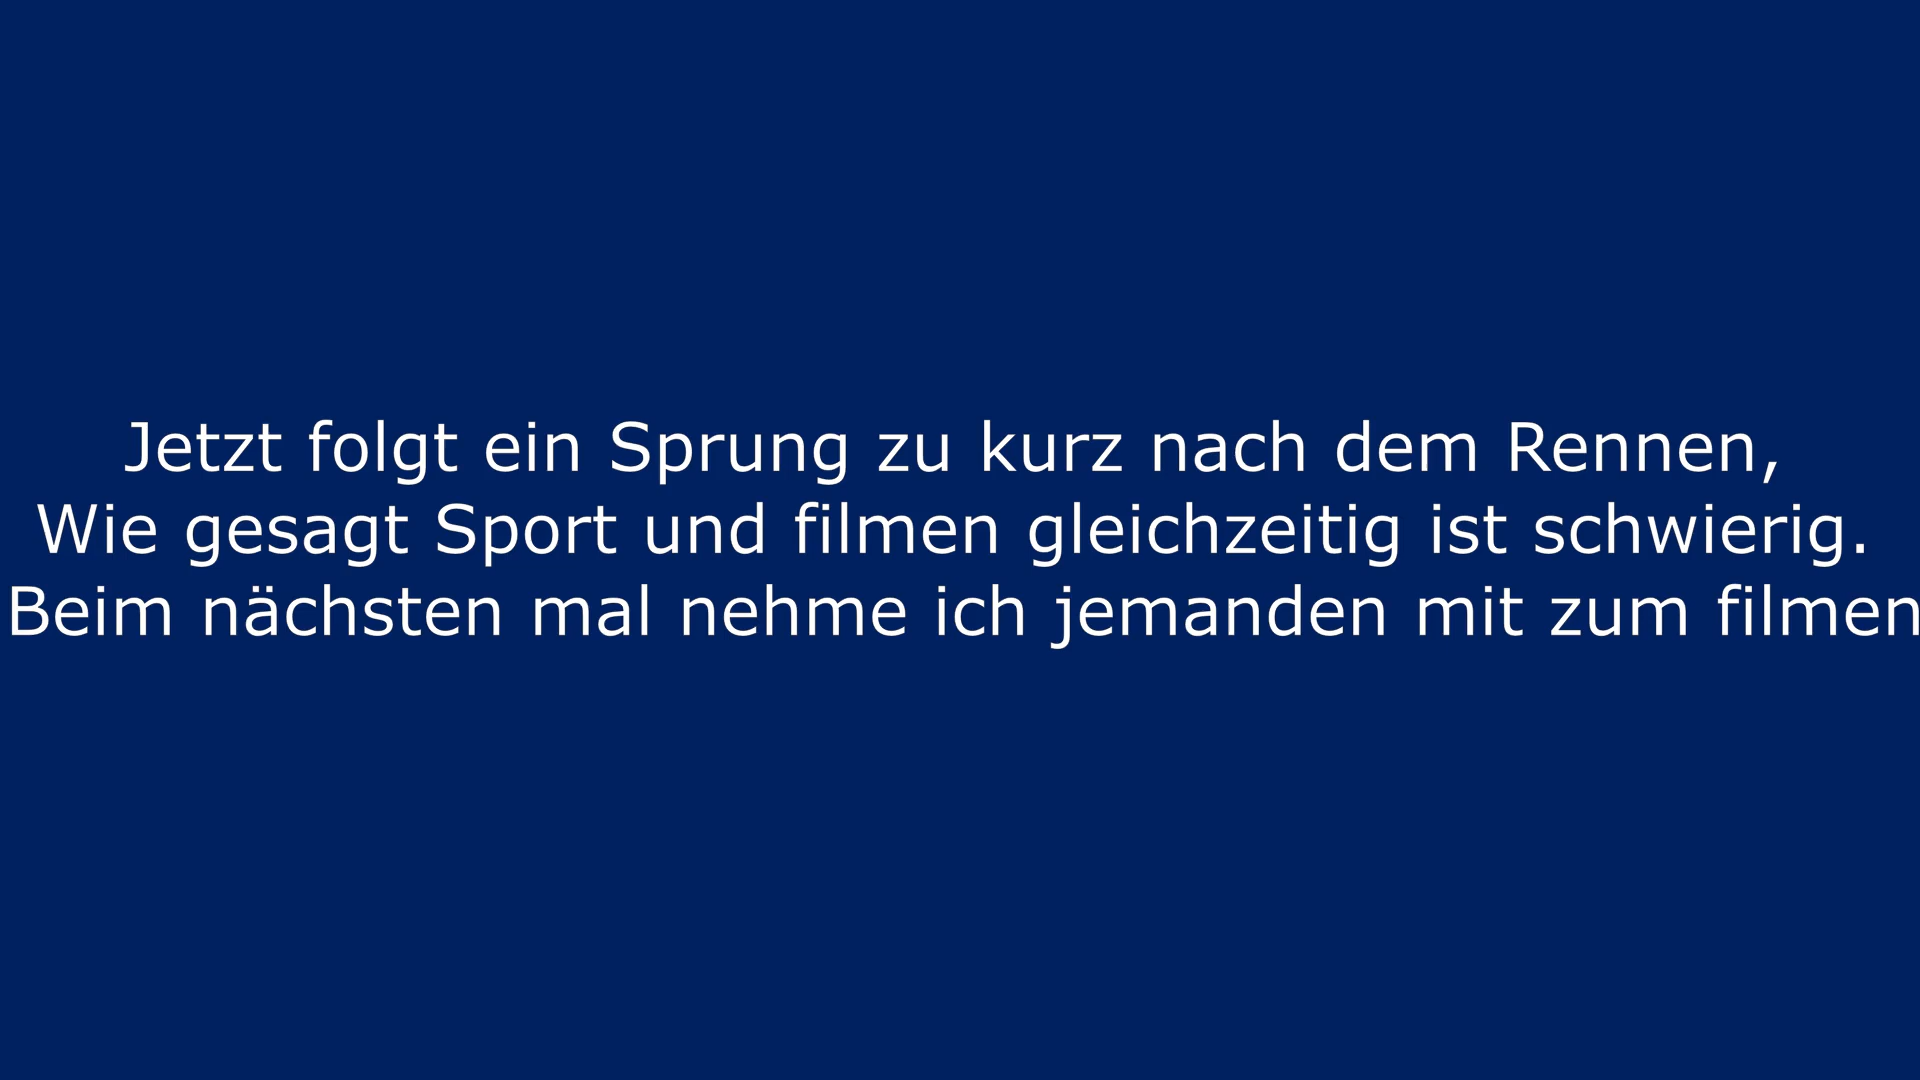 Jetzt folgt ein Sprung zu kurz nach dem Rennen,
Wie gesagt Sport und filmen gleichzeitig ist schwierig.
Beim nächsten mal nehme ich jemanden mit zum filmen